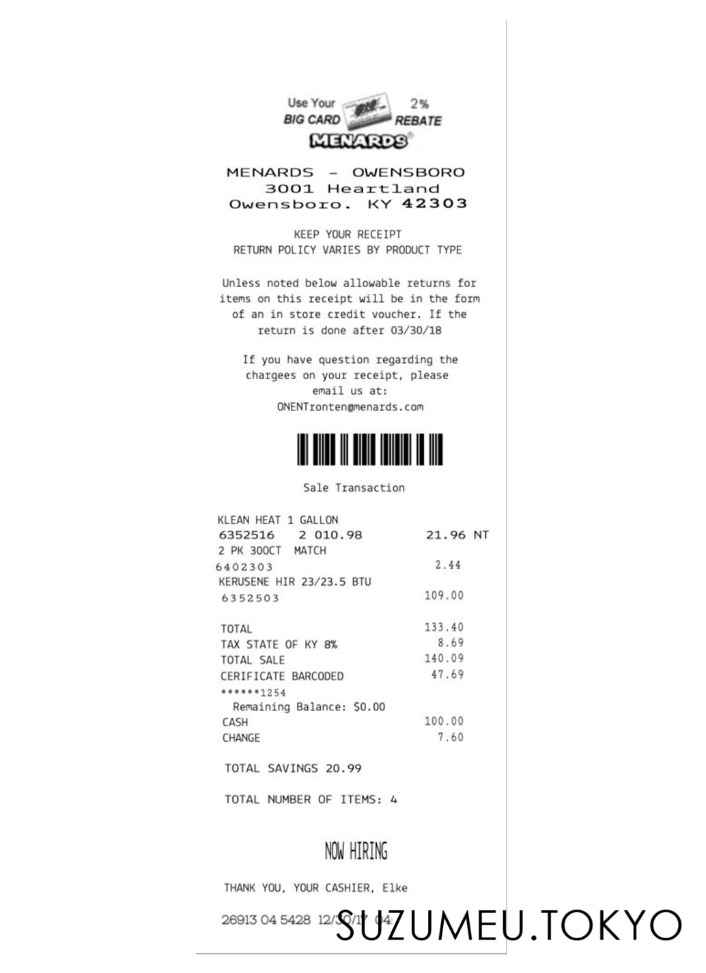 Use Your 2%
BIG CARD REBATE
MENARDS®
MENARDS – OWENSBORO
3001 Heartland
Owensboro. KY 42303
KEEP YOUR RECEIPT
RETURN POLICY VARIES BY PRODUCT TYPE
Unless noted below allowable returns for
items on this receipt will be in the form
of an in store credit voucher. If the
return is done after 03/30/18
If you have question regarding the
chargees on your receipt, please
email us at:
ONENTronten@menards.com
Sale Transaction
KLEAN HEAT 1 GALLON
6352516 2 010.98 21.96 NT
2 PK 300CT MATCH
6402303 2.44
KERUSENE HIR 23/23.5 BTU
6352503 109.00
TOTAL 133.40
TAX STATE OF KY 8% 8.69
TOTAL SALE 140.09
CERIFICATE BARCODED 47.69
******1254
Remaining Balance: $0.00
CASH 100.00
CHANGE 7.60
TOTAL SAVINGS 20.99
TOTAL NUMBER OF ITEMS: 4
NOW HIRING
THANK YOU, YOUR CASHIER, Elke
26913 04 5428 12/30/17 04
SUZUMEU.TOKYO